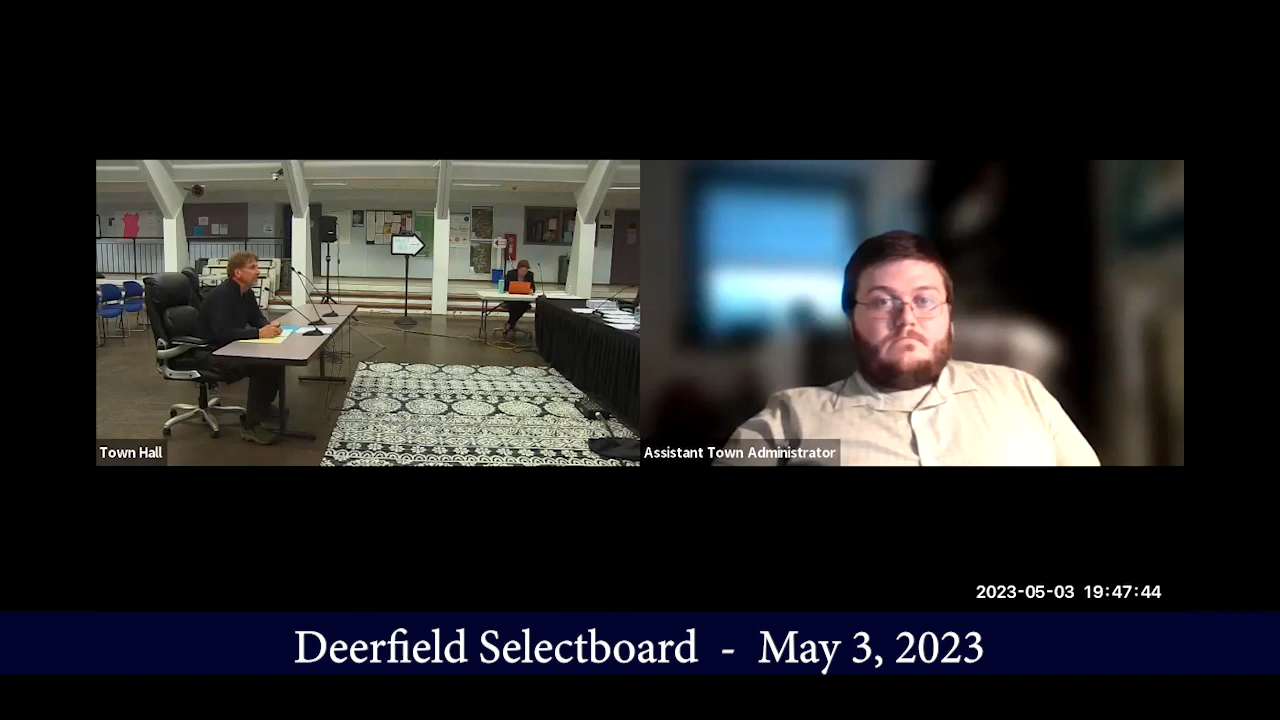 Town Hall
Assistant Town Administrator
2023-05-03 19:47:44
Deerfield Selectboard - May 3, 2023